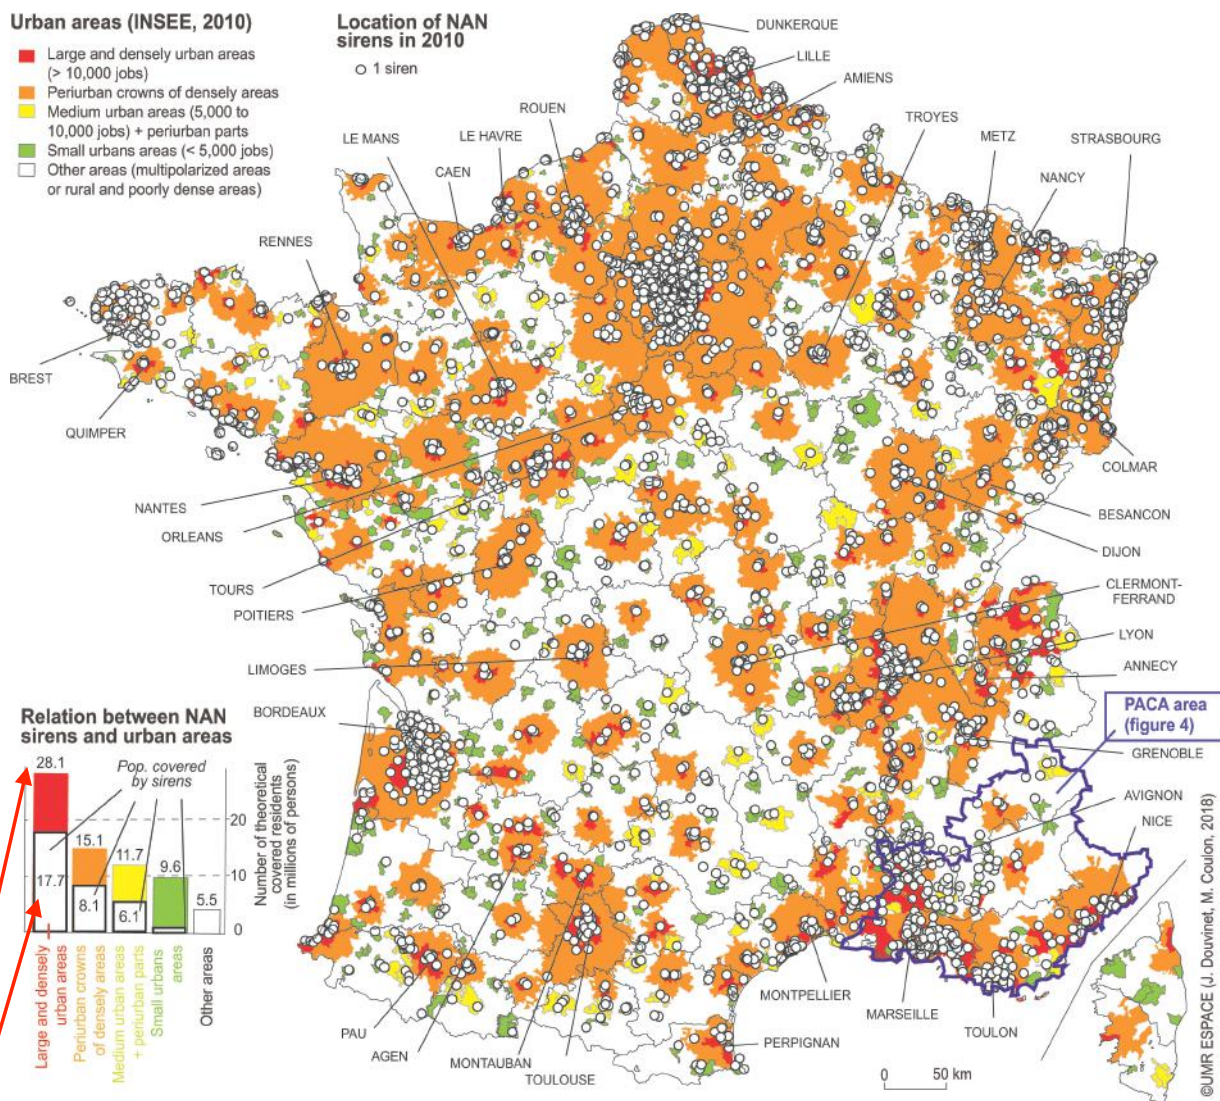 Urban areas (INSEE, 2010)
Large and densely urban areas
(> 10,000 jobs)
Periurban crowns of densely areas
Medium urban areas (5,000 to
10,000 jobs) + periurban parts
Small urbans areas (< 5,000 jobs)
Other areas (multipolarized areas
or rural and poorly dense areas)
Location of NAN
sirens in 2010
1 siren
DUNKERQUE
LILLE
AMIENS
TROYES
METZ
STRASBOURG
NANCY
ROUEN
LE HAVRE
LE MANS
CAEN
RENNES
BREST
QUIMPER
NANTES
ORLEANS
TOURS
POITIERS
LIMOGES
BORDEAUX
COLMAR
BESANCON
DIJON
CLERMONT-
FERRAND
LYON
ANNECY
PACA area
(figure 4)
GRENOBLE
AVIGNON
NICE
MONTPELLIER
MARSEILLE
TOULON
PERPIGNAN
PAU
AGEN
MONTAUBAN
TOULOUSE
0 50 km
Relation between NAN
sirens and urban areas
Pop. covered
by sirens
28.1
15.1
11.7
9.6
5.5
17.7
8.1
6.1
20
10
0
Number of theoretical
covered residents
(in millions of persons)
Large and densely
urban areas
Periurban crowns
of densely areas
Medium urban areas
+ periurban parts
Small urbans
areas
Other areas
©UMR ESPACE (J. Douvinet, M. Coulon, 2018)